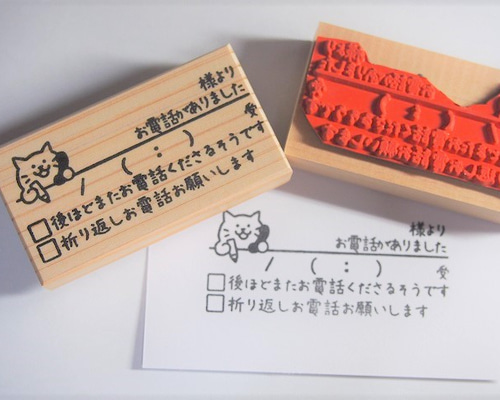 様より
お電話がありました
/ ( : ) 受
□後ほどまたお電話くださるそうです
□折り返しお電話お願いします
様より
お電話がありました
/ ( : ) 受
□後ほどまたお電話くださるそうです
□折り返しお電話お願いします